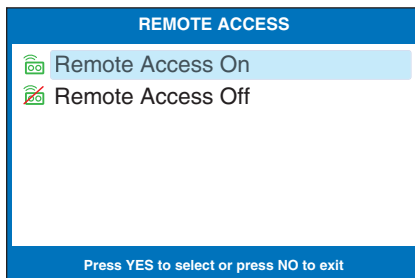 REMOTE ACCESS
Remote Access On
Remote Access Off
Press YES to select or press NO to exit